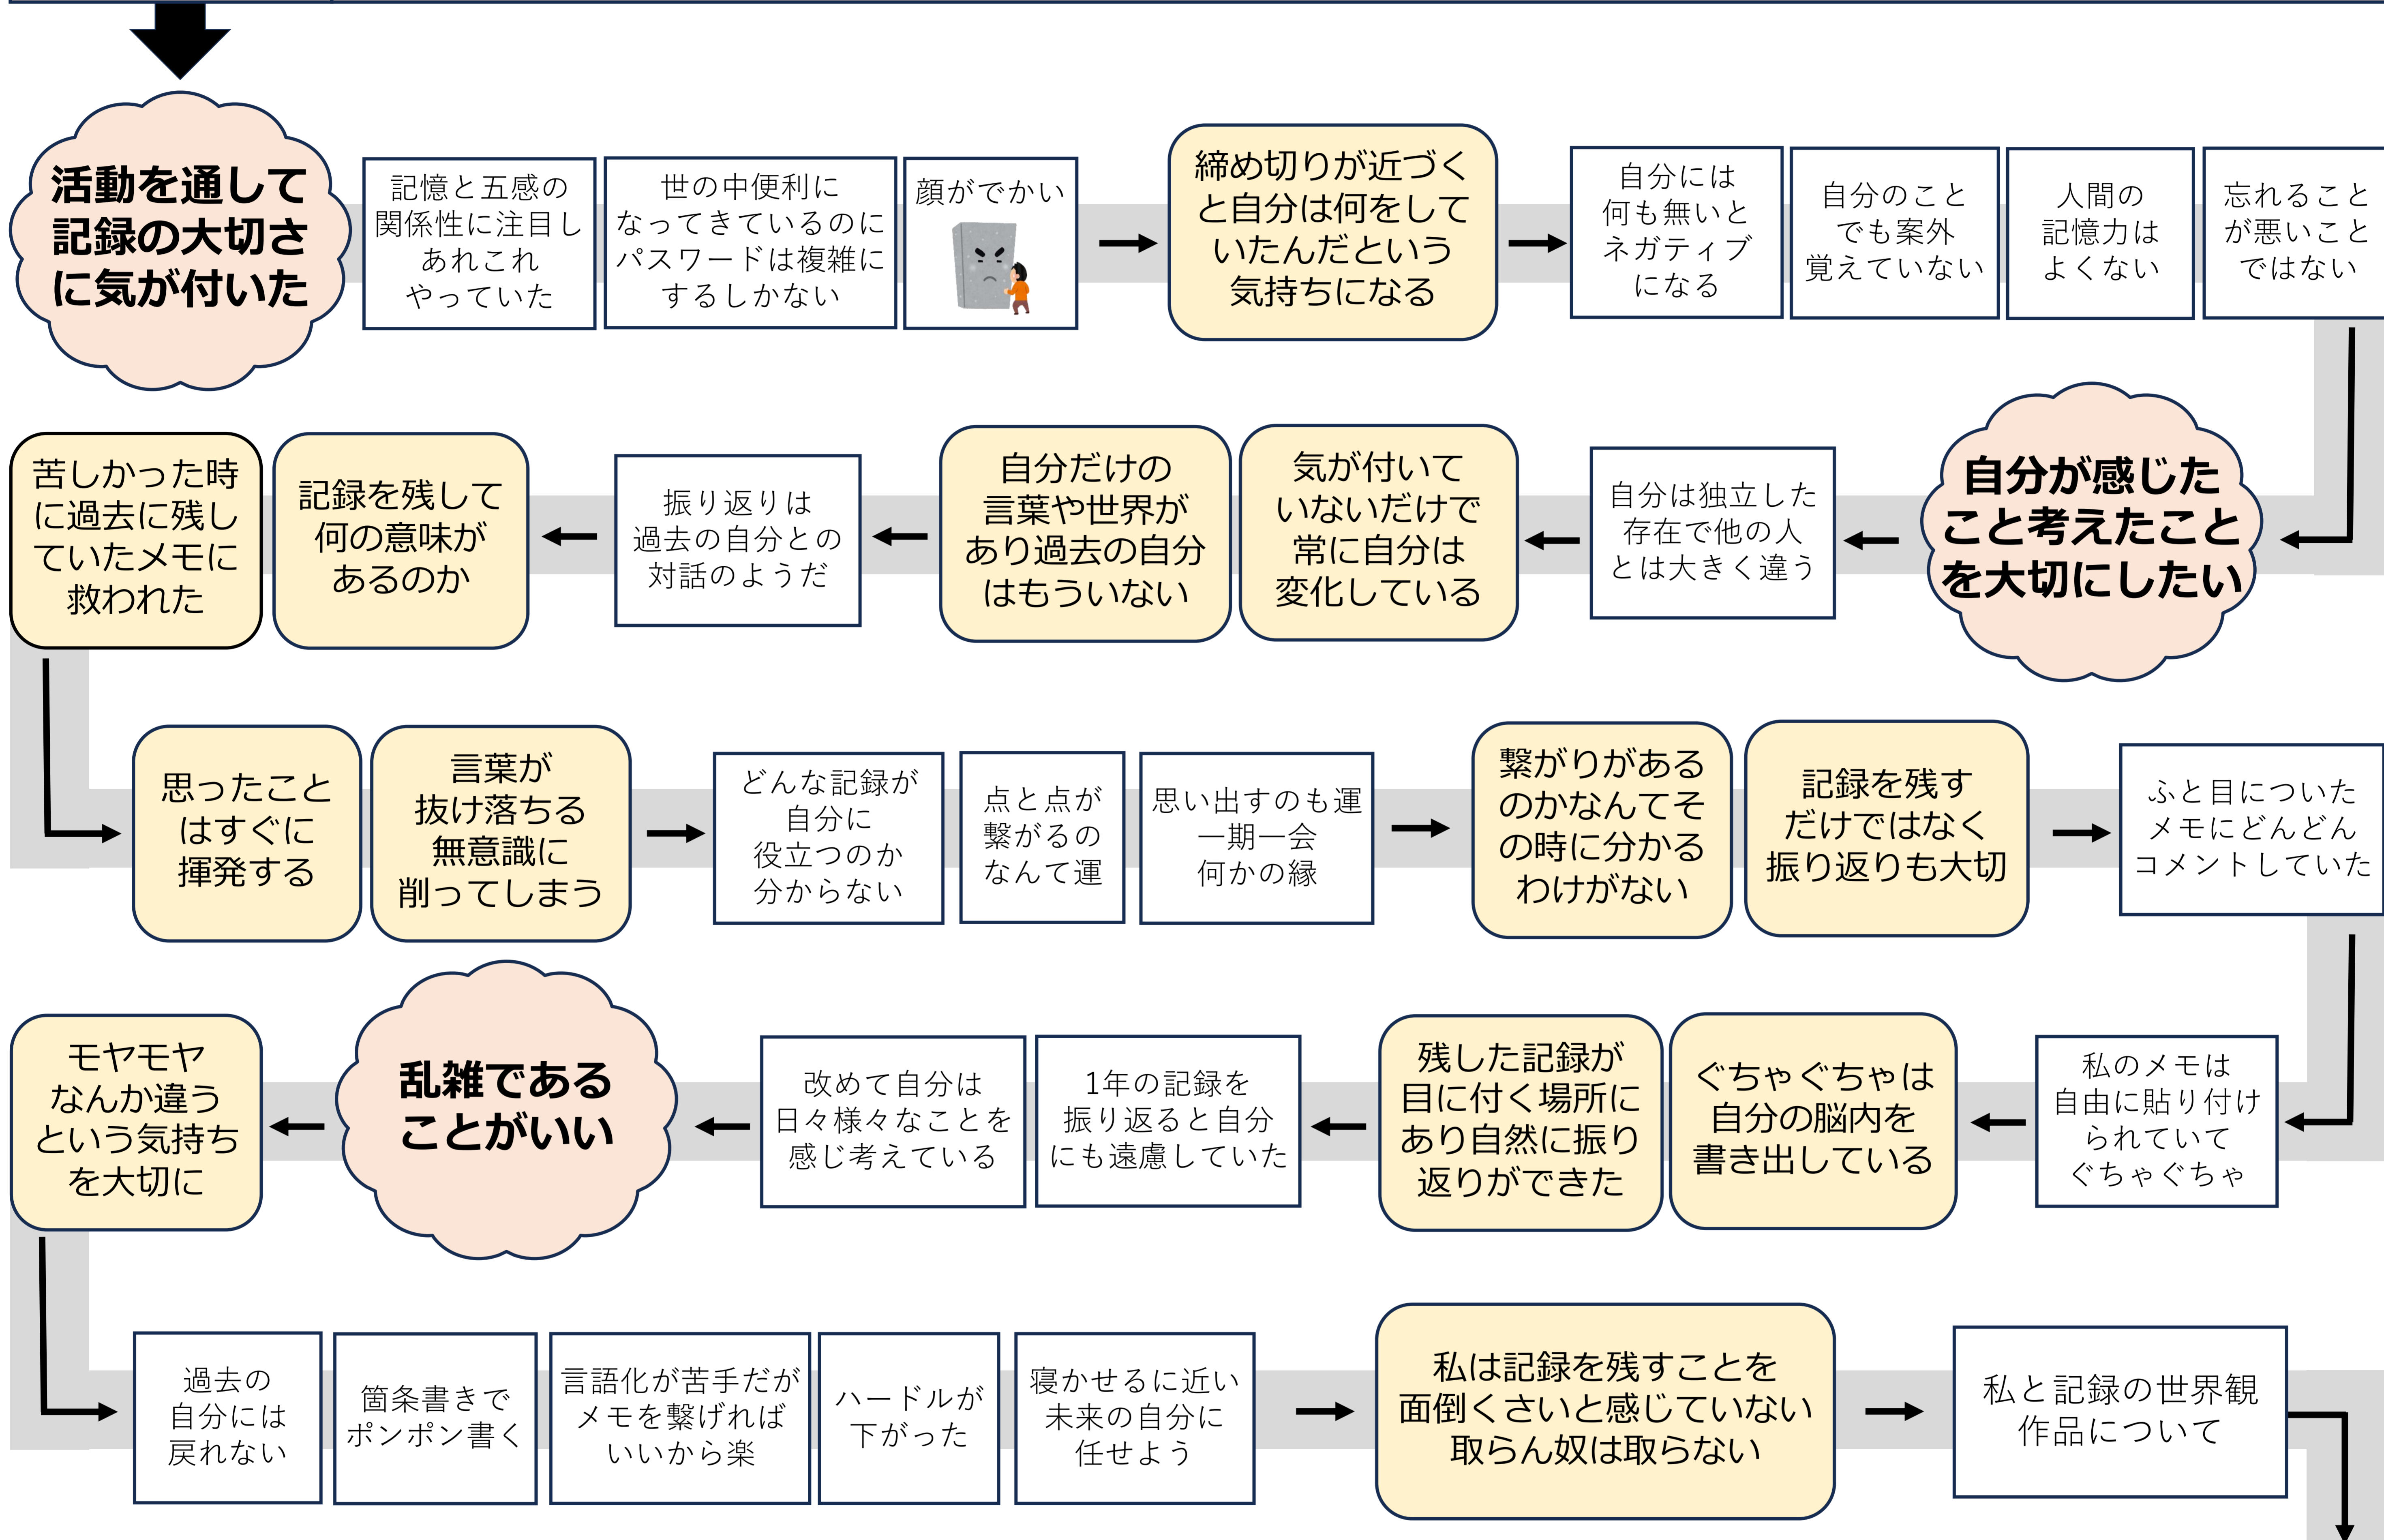 活動を通して
記録の大切さ
に気が付いた
記憶と五感の
関係性に注目し
あれこれ
やっていた
世の中便利に
なってきているのに
パスワードは複雑に
するしかない
顔がでかい
締め切りが近づく
と自分は何をして
いたんだという
気持ちになる
自分には
何も無いと
ネガティブ
になる
自分のこと
でも案外
覚えていない
人間の
記憶力は
よくない
忘れること
が悪いこと
ではない
自分が感じた
こと考えたこと
を大切にしたい
自分は独立した
存在で他の人
とは大きく違う
気が付いて
いないだけで
常に自分は
変化している
自分だけの
言葉や世界が
あり過去の自分
はもういない
振り返りは
過去の自分との
対話のようだ
記録を残して
何の意味が
あるのか
苦しかった時
に過去に残し
ていたメモに
救われた
思ったこと
はすぐに
揮発する
言葉が
抜け落ちる
無意識に
削ってしまう
どんな記録が
自分に
役立つのか
分からない
点と点が
繋がるの
なんて運
思い出すのも運
一期一会
何かの縁
繋がりがある
のかなんてそ
の時に分かる
わけがない
記録を残す
だけではなく
振り返りも大切
ふと目についた
メモにどんどん
コメントしていた
私のメモは
自由に貼り付け
られていて
ぐちゃぐちゃ
ぐちゃぐちゃは
自分の脳内を
書き出している
残した記録が
目に付く場所に
あり自然に振り
返りができた
1年の記録を
振り返ると自分
にも遠慮していた
改めて自分は
日々様々なことを
感じ考えている
乱雑である
ことがいい
モヤモヤ
なんか違う
という気持ち
を大切に
過去の
自分には
戻れない
箇条書きで
ポンポン書く
言語化が苦手だが
メモを繋げれば
いいから楽
ハードルが
下がった
寝かせるに近い
未来の自分に
任せよう
私は記録を残すことを
面倒くさいと感じていない
取らん奴は取らない
私と記録の世界観
作品について